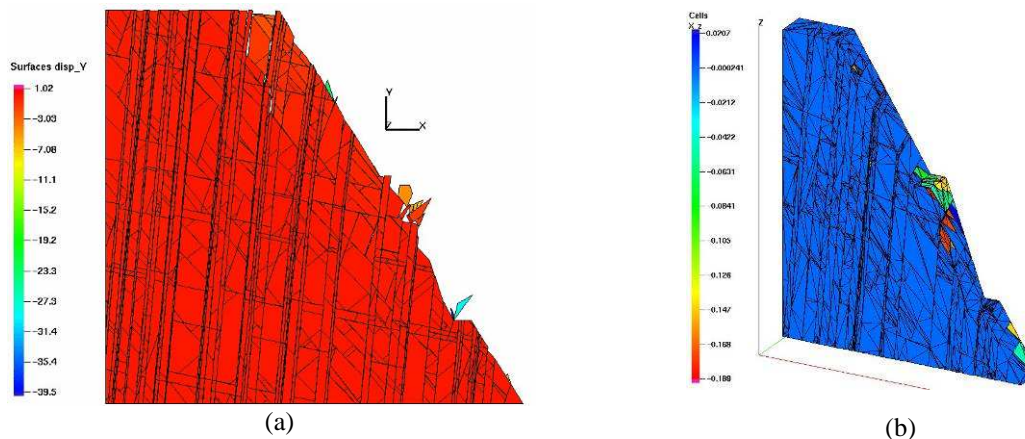 Surfaces disp_Y
1.02
-3.03
-7.08
-11.1
-15.2
-19.2
-23.3
-27.3
-31.4
-35.4
-39.5
Y
Z X
(a)
Cells
X_z
0.0207
-0.000241
-0.0212
-0.0422
-0.0631
-0.0841
-0.105
-0.126
-0.147
-0.168
-0.189
Z
(b)